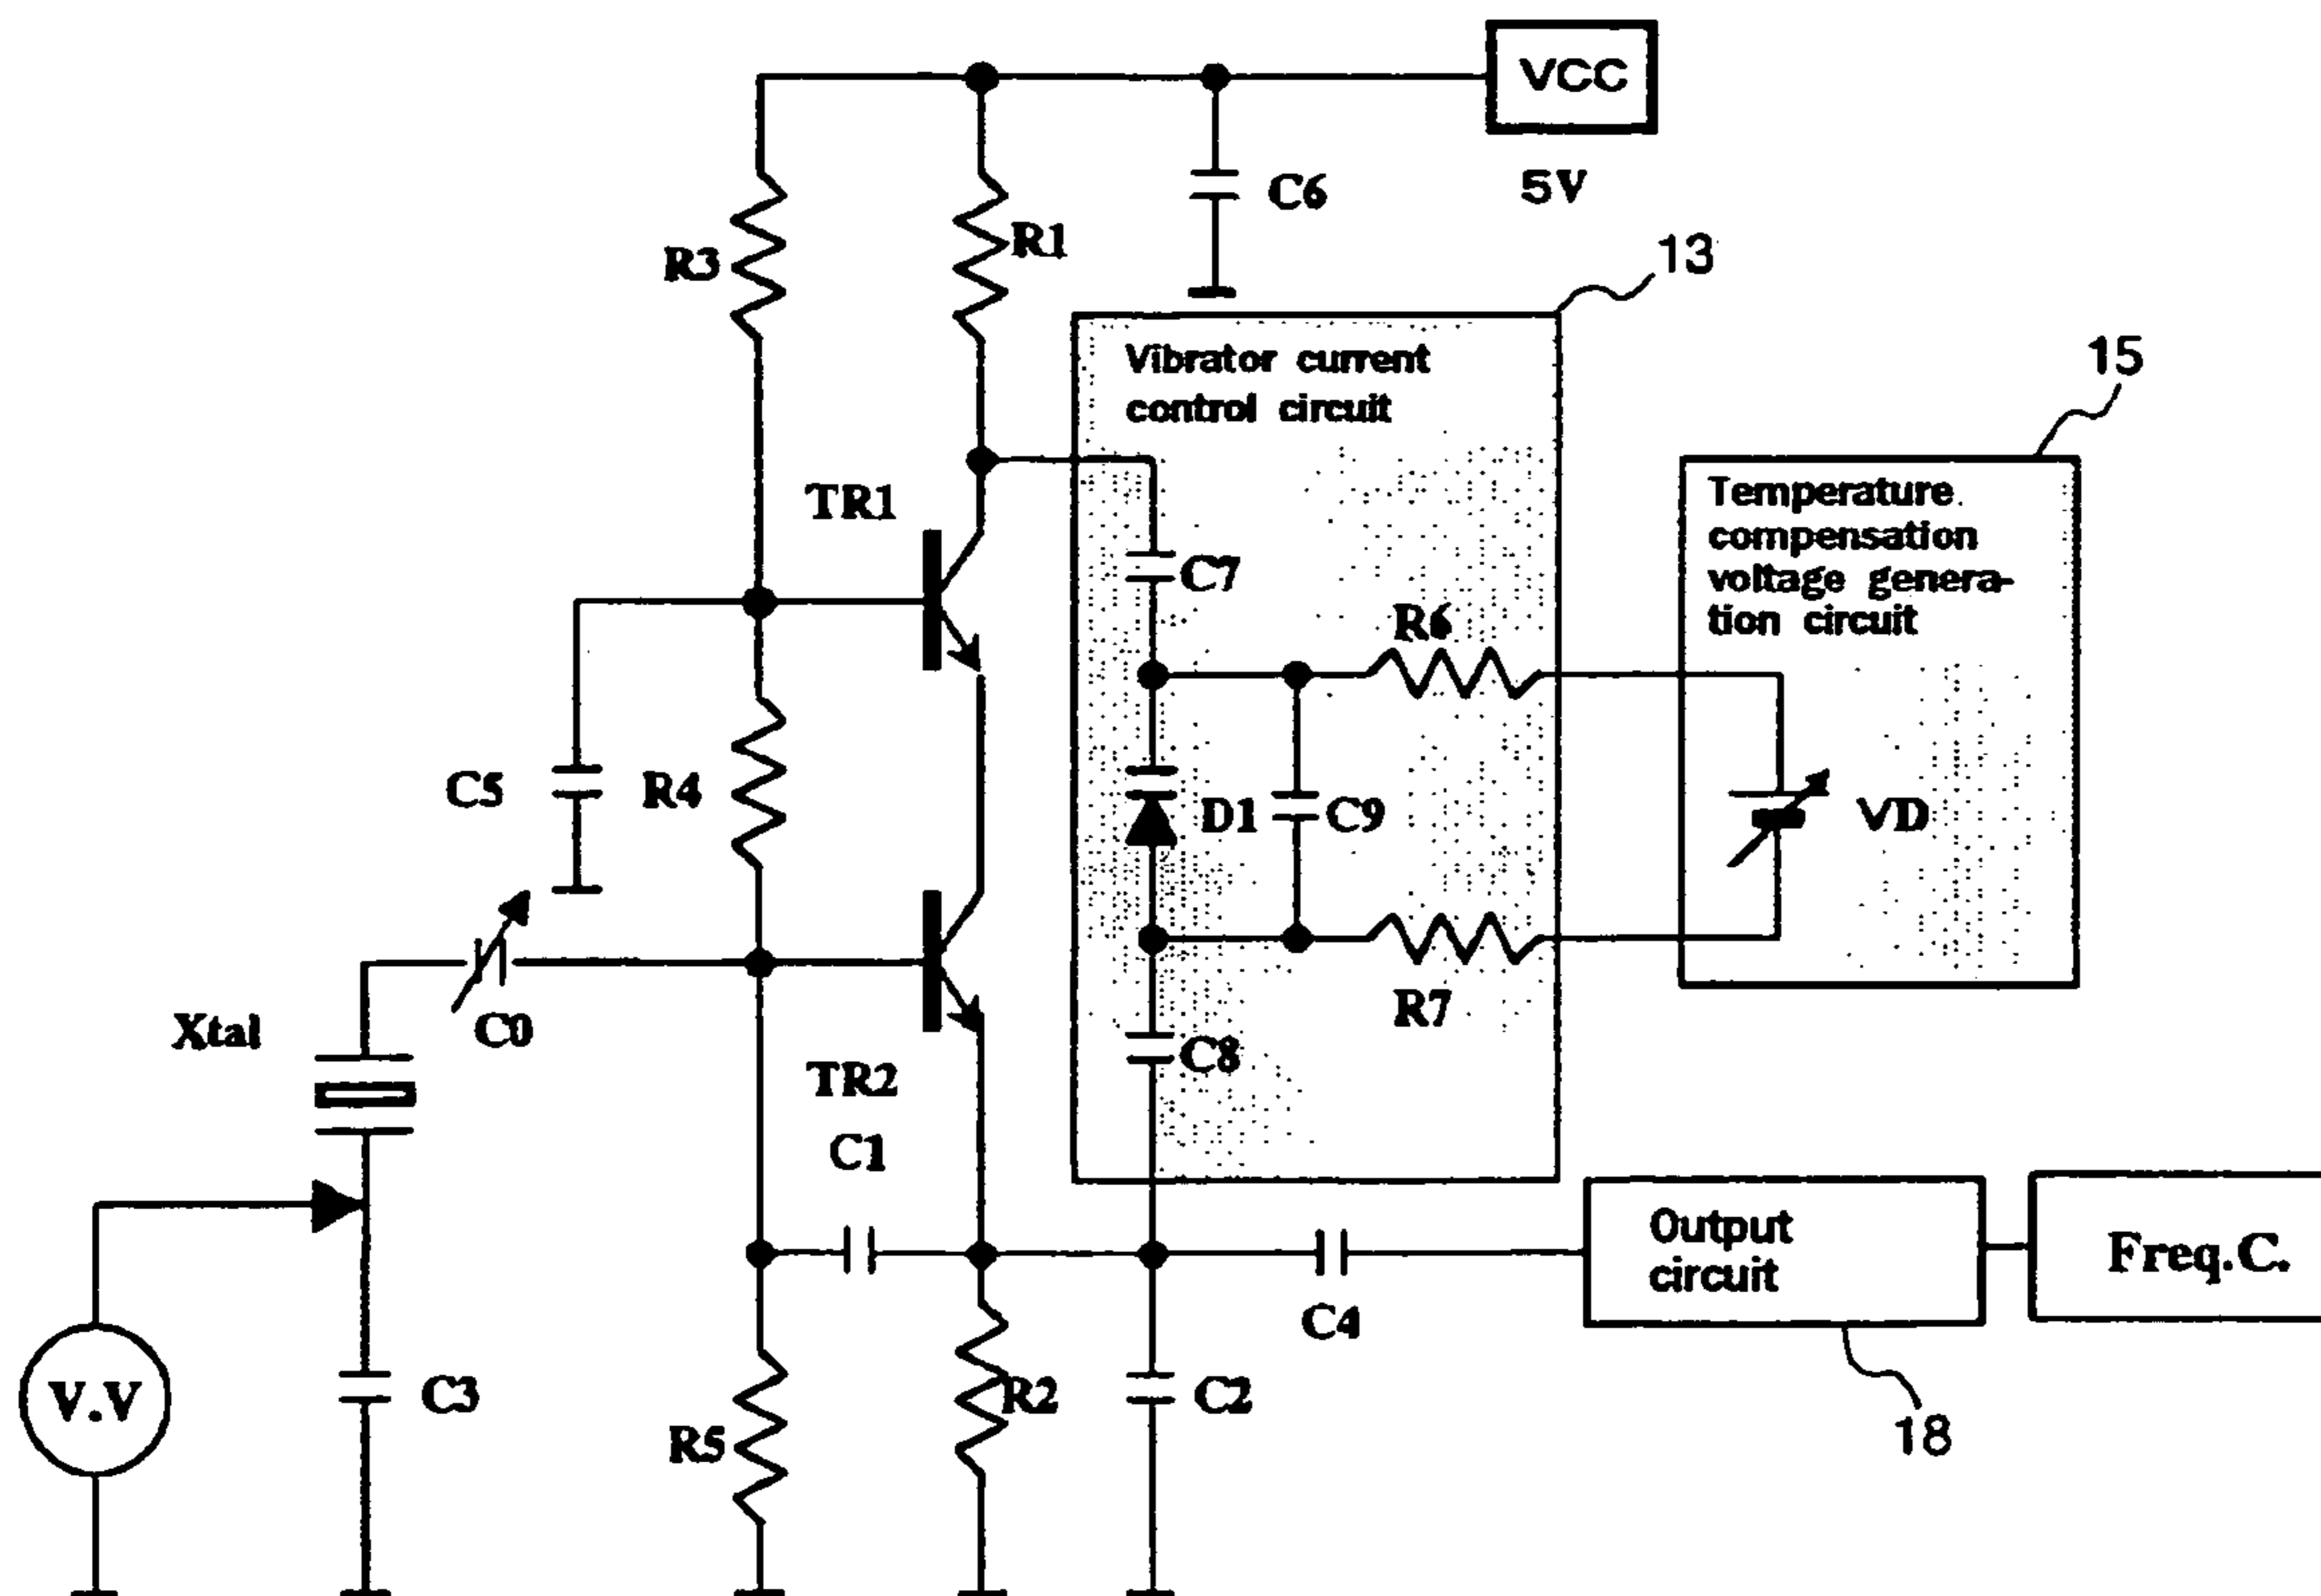 VCC
5V
C6
R3
R1
13
Vibrator current
control circuit
15
TR1
Temperature
compensation
voltage genera-
tion circuit
C7
R6
C5
R4
D1
C9
VD
Xtal
C0
R7
C8
TR2
C1
Output
circuit
Freq.C.
C4
V.V
C3
R2
C2
R5
18